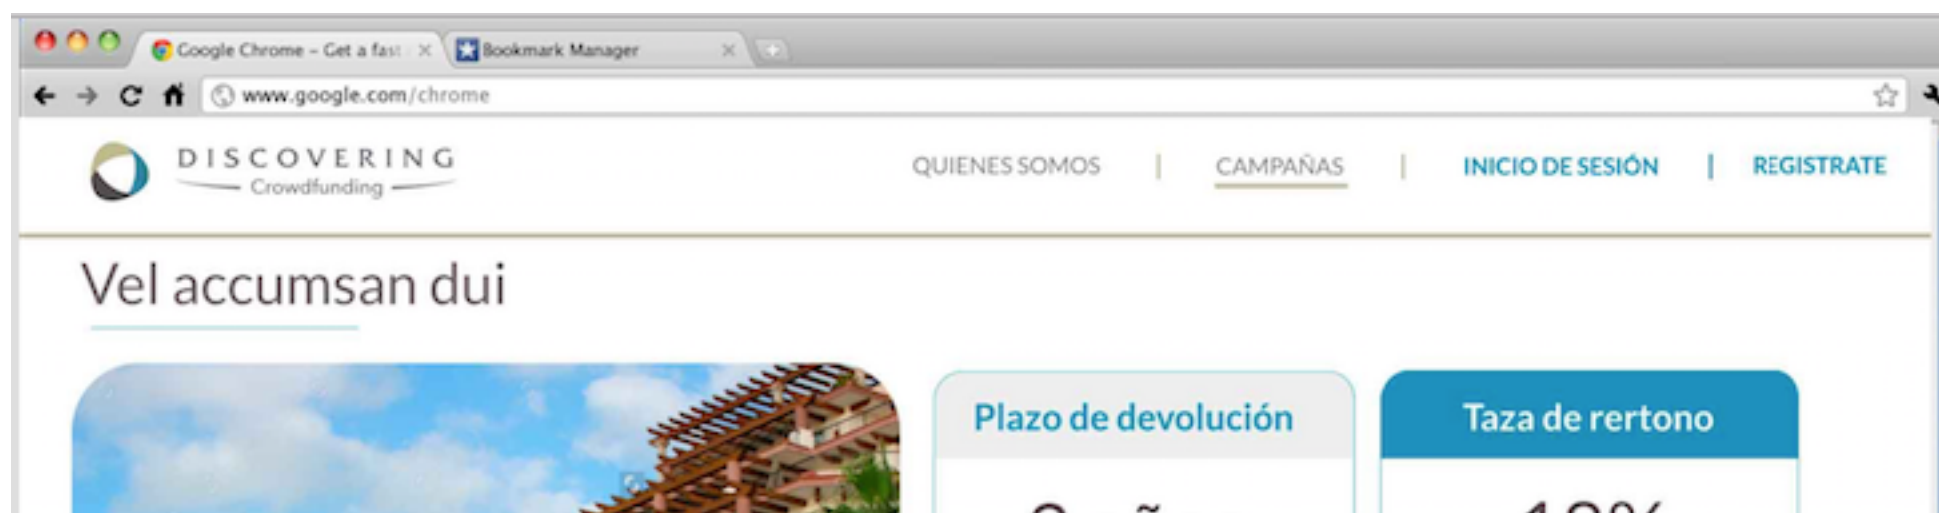 Google Chrome – Get a fast
Bookmark Manager
www.google.com/chrome
DISCOVERING
Crowdfunding
QUIENES SOMOS | CAMPAÑAS | INICIO DE SESIÓN | REGISTRATE
Vel accumsan dui
Plazo de devolución
Taza de rertono